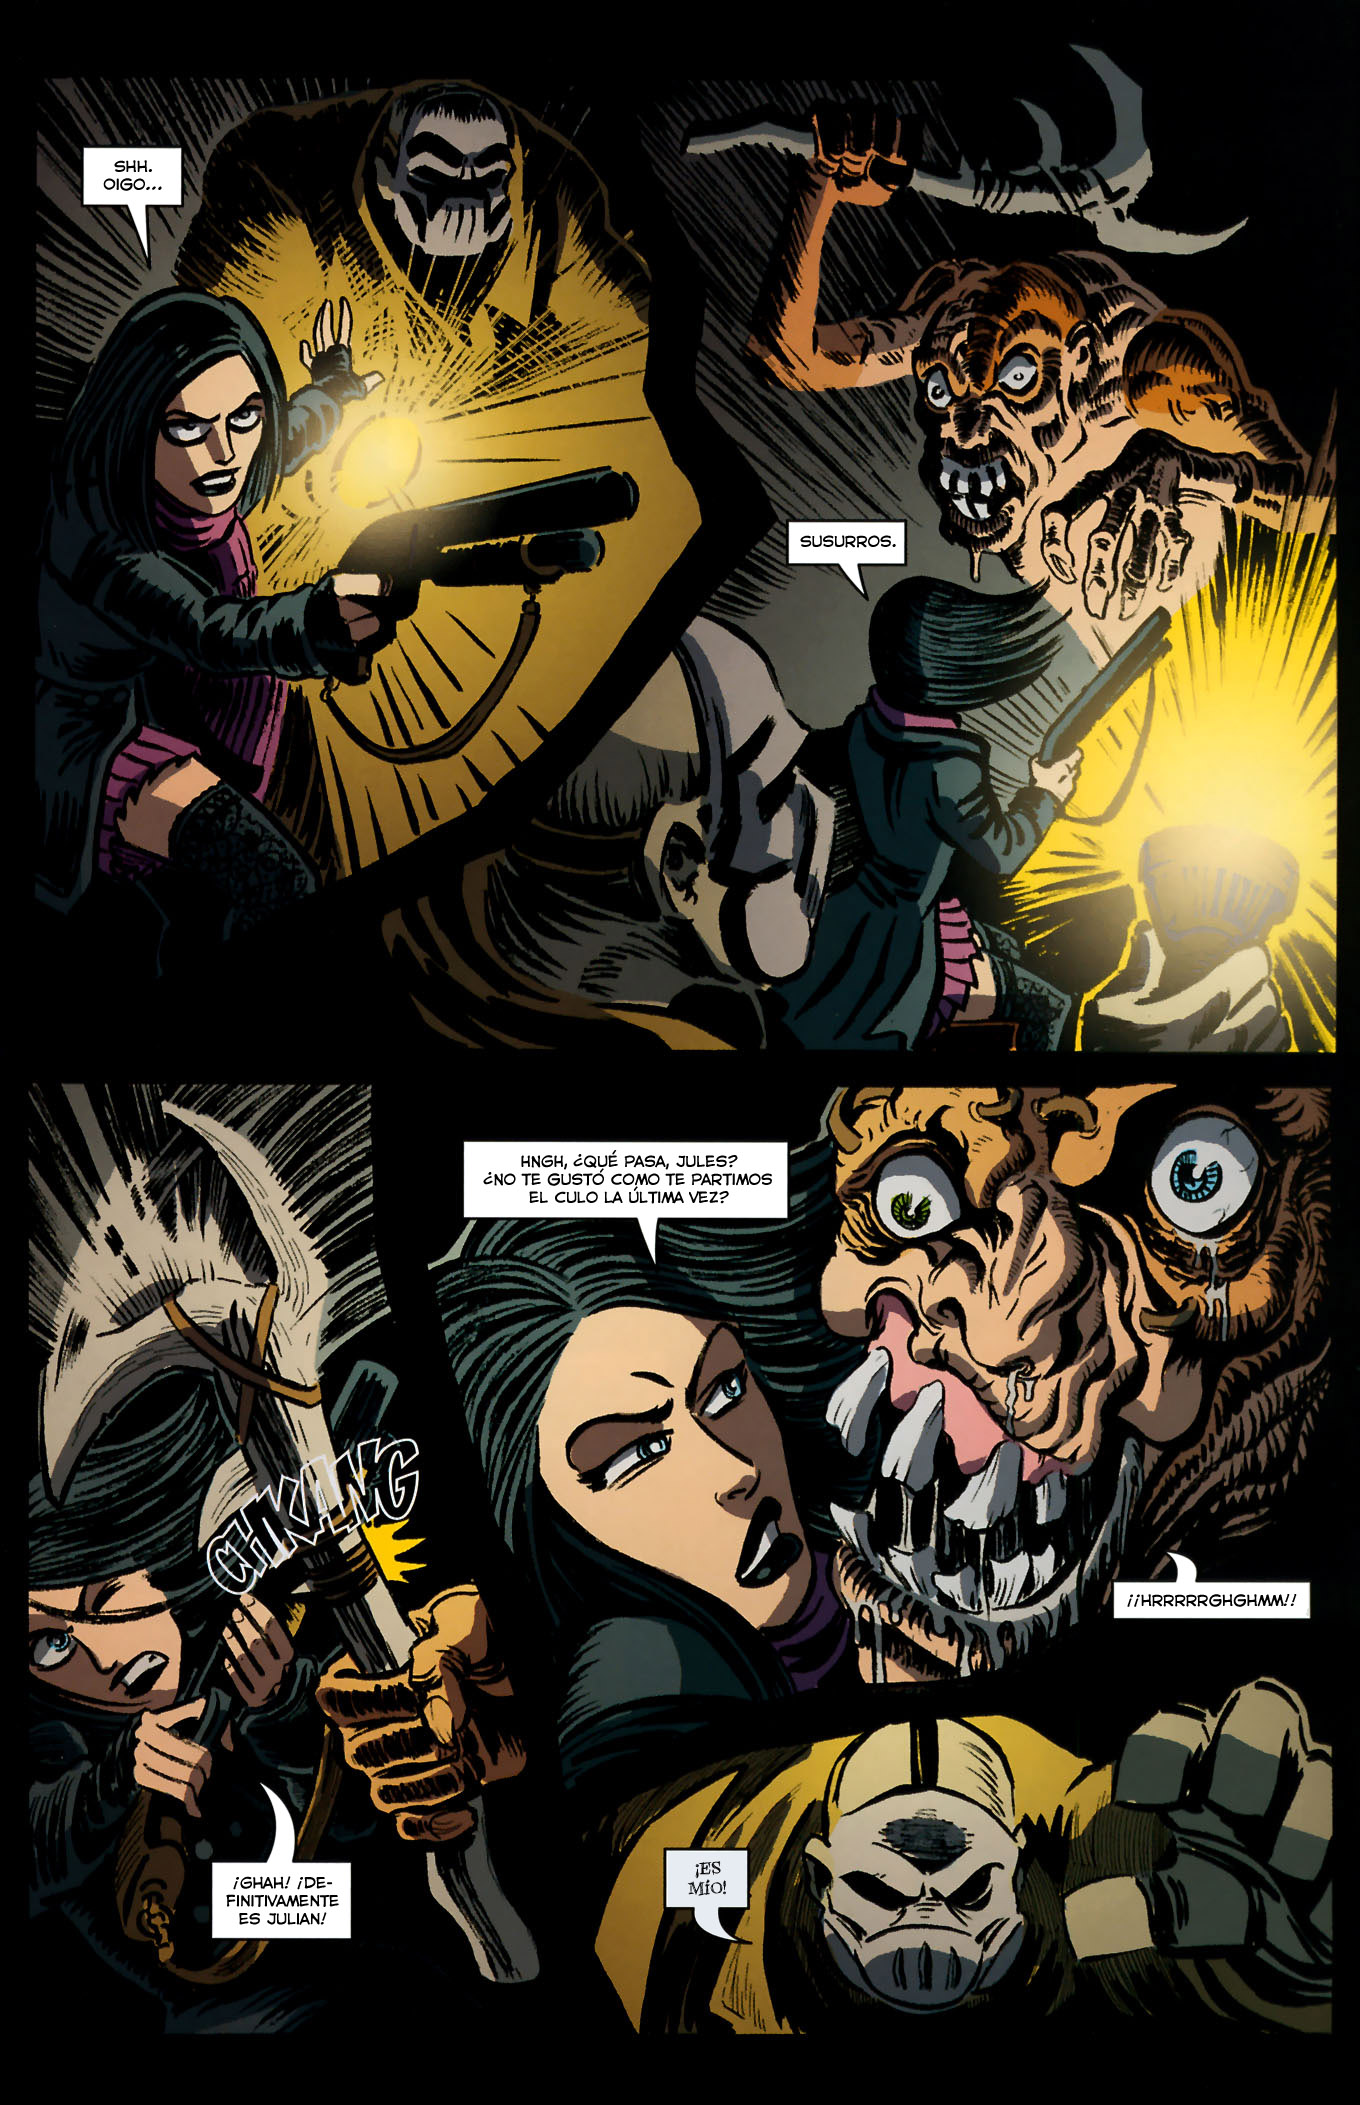 SHH.
OIGO...
SUSURROS.
CHKANG
¡GHAH! ¡DE-
FINITIVAMENTE
ES JULIAN!
HNGH, ¿QUÉ PASA, JULES?
¿NO TE GUSTÓ COMO TE PARTIMOS
EL CULO LA ÚLTIMA VEZ?
¡¡HRRRRRGHGHMM!!
¡ES
MÍO!